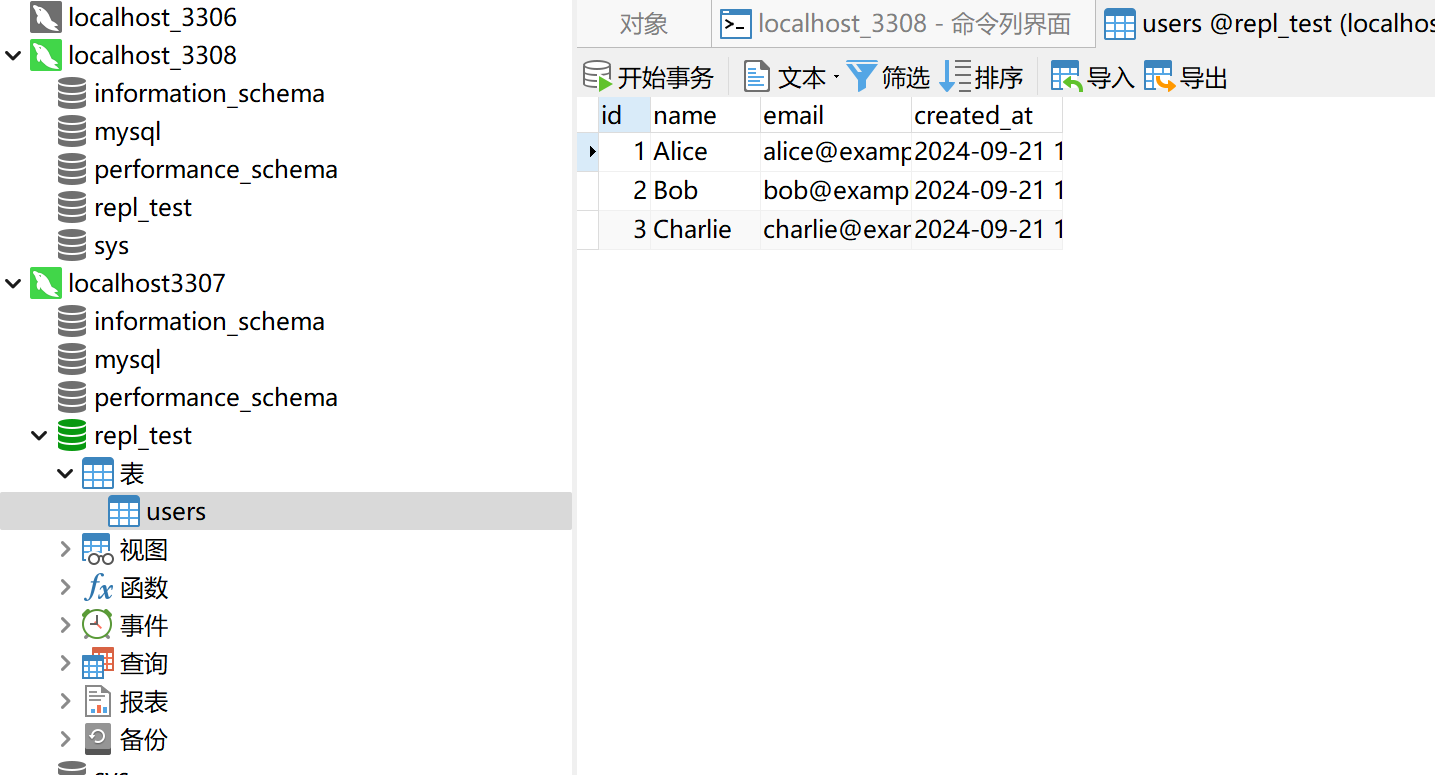 localhost_3306
localhost_3308
information_schema
mysql
performance_schema
repl_test
sys
localhost3307
information_schema
mysql
performance_schema
repl_test
表
users
视图
函数
事件
查询
报表
备份
对象 localhost_3308 - 命令列界面 users @repl_test (localhos
开始事务 文本 筛选 排序 导入 导出
id name email created_at
1 Alice alice@examp 2024-09-21 1
2 Bob bob@examp 2024-09-21 1
3 Charlie charlie@exar 2024-09-21 1